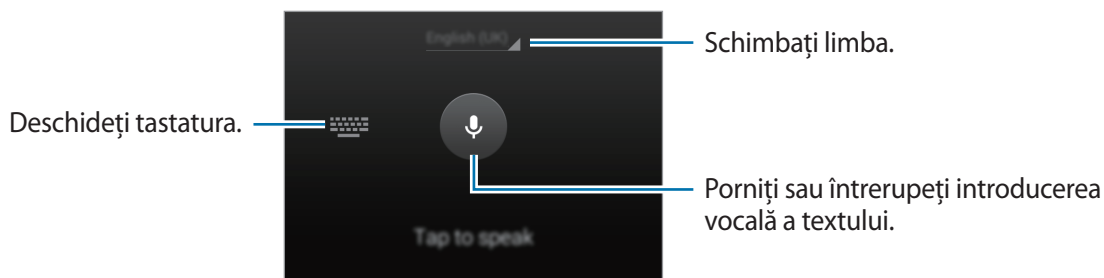 English (UK)
Schimbați limba.
Deschideți tastatura.
Porniți sau întrerupeți introducerea
vocală a textului.
Tap to speak